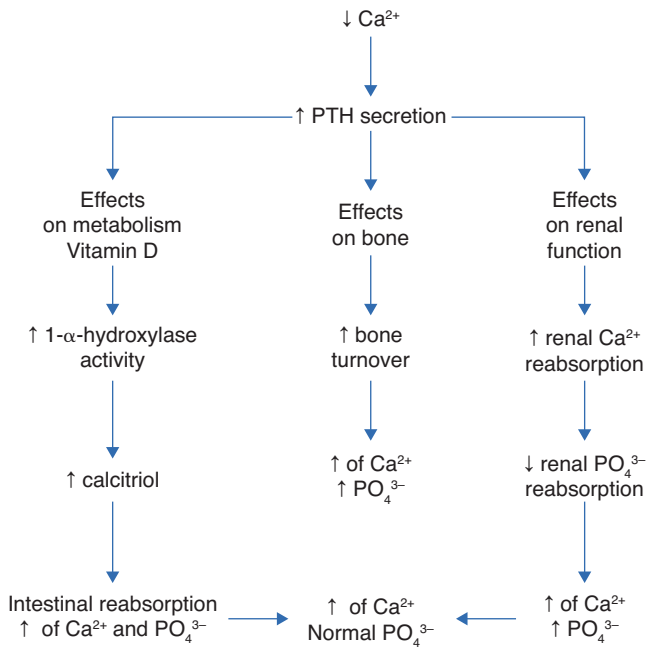 ↓ Ca²⁺
↑ PTH secretion
Effects
on metabolism
Vitamin D
↑ 1-α-hydroxylase
activity
↑ calcitriol
Intestinal reabsorption
↑ of Ca²⁺ and PO₄³⁻
Effects
on bone
↑ bone
turnover
↑ of Ca²⁺
↑ PO₄³⁻
↑ of Ca²⁺
Normal PO₄³⁻
Effects
on renal
function
↑ renal Ca²⁺
reabsorption
↓ renal PO₄³⁻
reabsorption
↑ of Ca²⁺
↑ PO₄³⁻